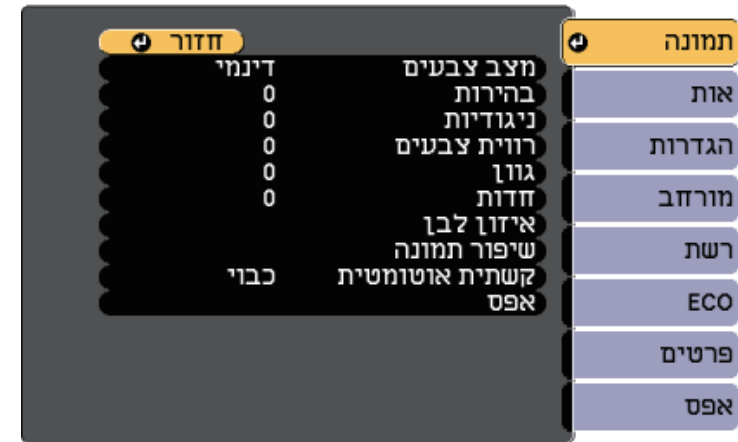 תמונה
אות
הגדרות
מורחב
רשת
ECO
פרטים
אפס
חזור
מצב צבעים דינמי
בהירות 0
ניגודיות 0
רווית צבעים 0
גוון 0
חדות 0
איזון לבן
שיפור תמונה
קשתית אוטומטית כבוי
אפס